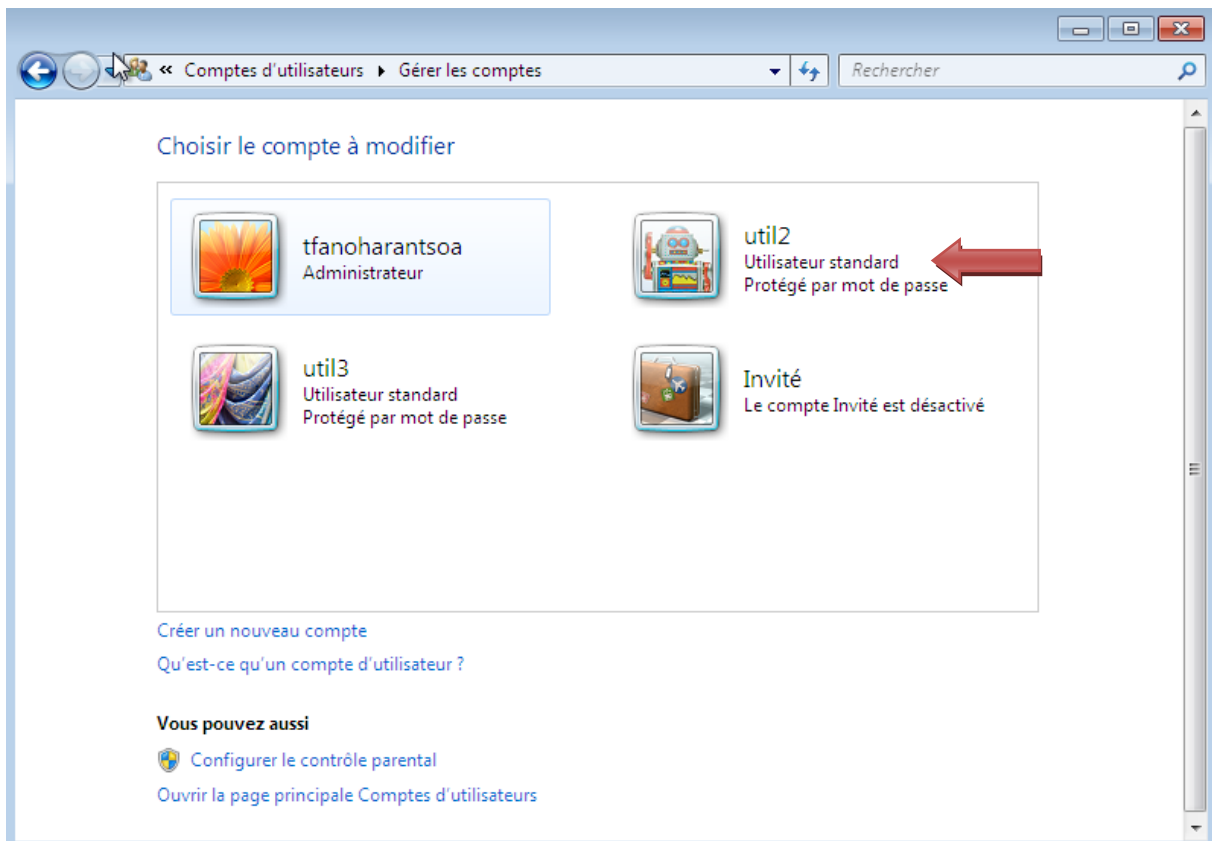 « Comptes d'utilisateurs Gérer les comptes
Rechercher
Choisir le compte à modifier
tfanoharantsoa
Administrateur
util2
Utilisateur standard
Protégé par mot de passe
util3
Utilisateur standard
Protégé par mot de passe
Invité
Le compte Invité est désactivé
Créer un nouveau compte
Qu'est-ce qu'un compte d'utilisateur ?
Vous pouvez aussi
Configurer le contrôle parental
Ouvrir la page principale Comptes d'utilisateurs